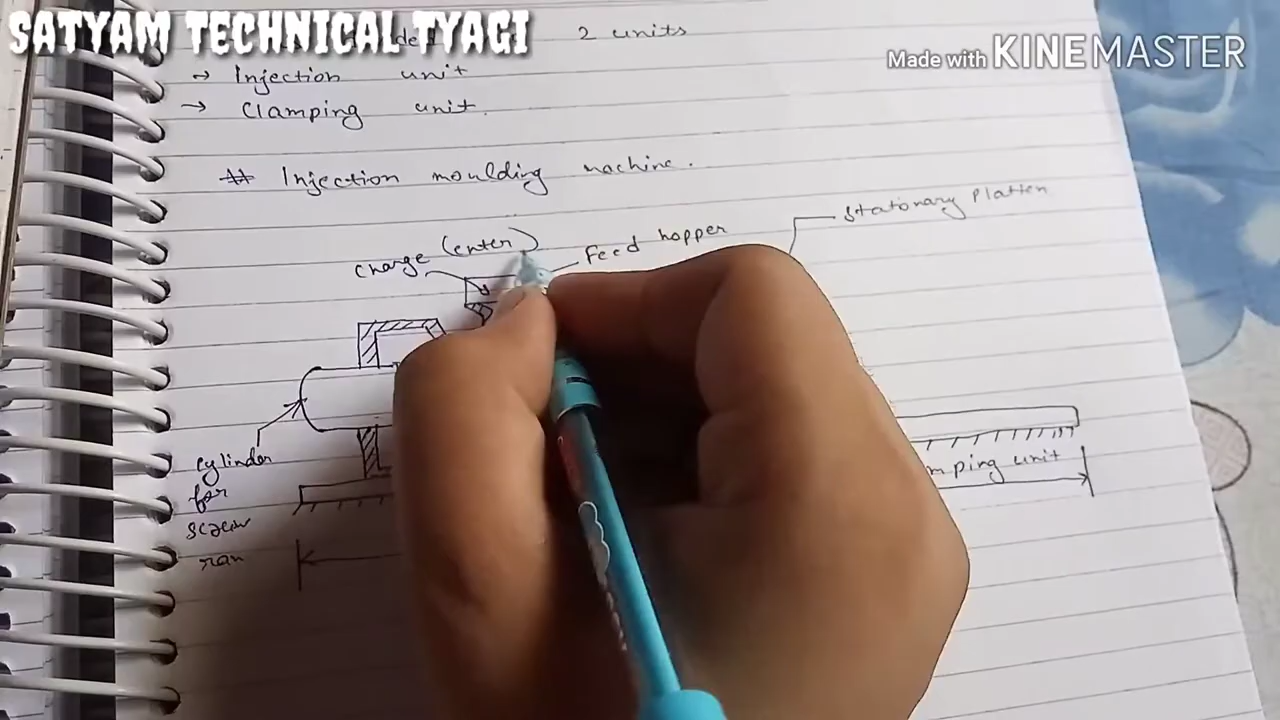 SATYAM TECHNICAL TYAGI
2 units
Made with KINEMASTER
→ Injection unit
→ Clamping unit.
# Injection moulding machine.
Stationary Platten
Feed hopper
Charge (enter)
cylinder
for
screw
ram
mping unit